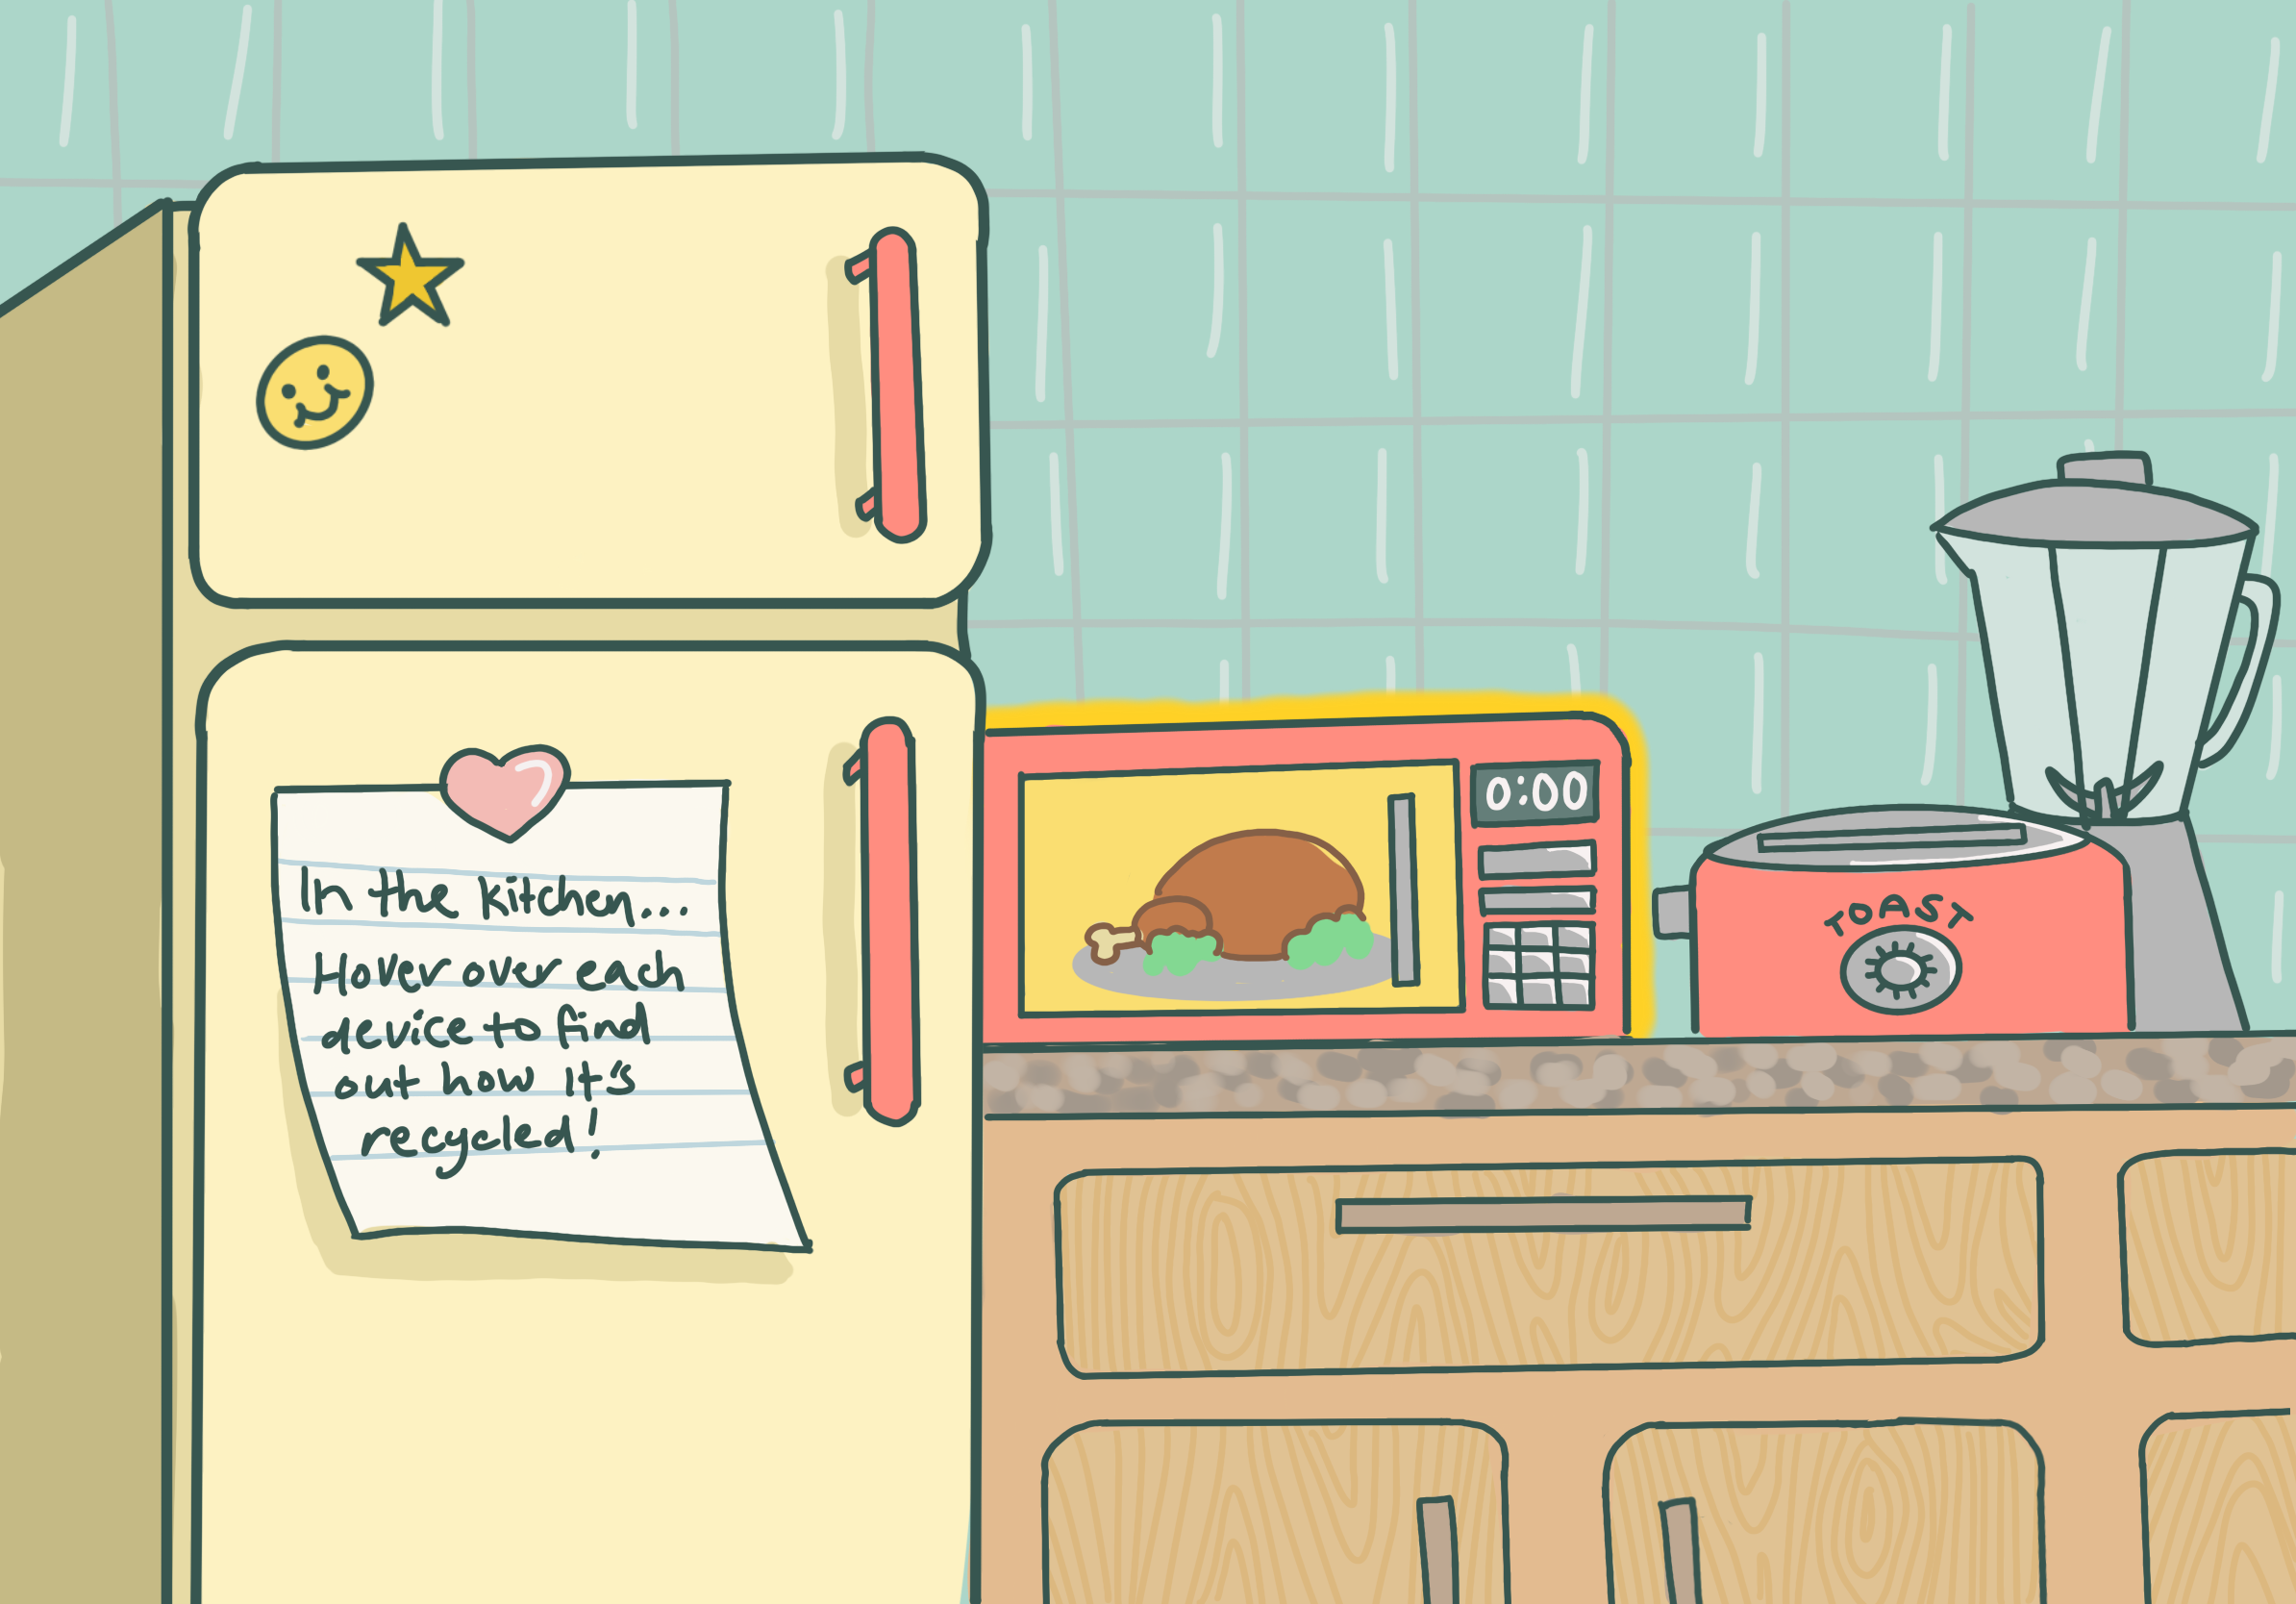 In the kitchen...
Hover over each
device to find
out how it's
recycled!
0:00
TOAST